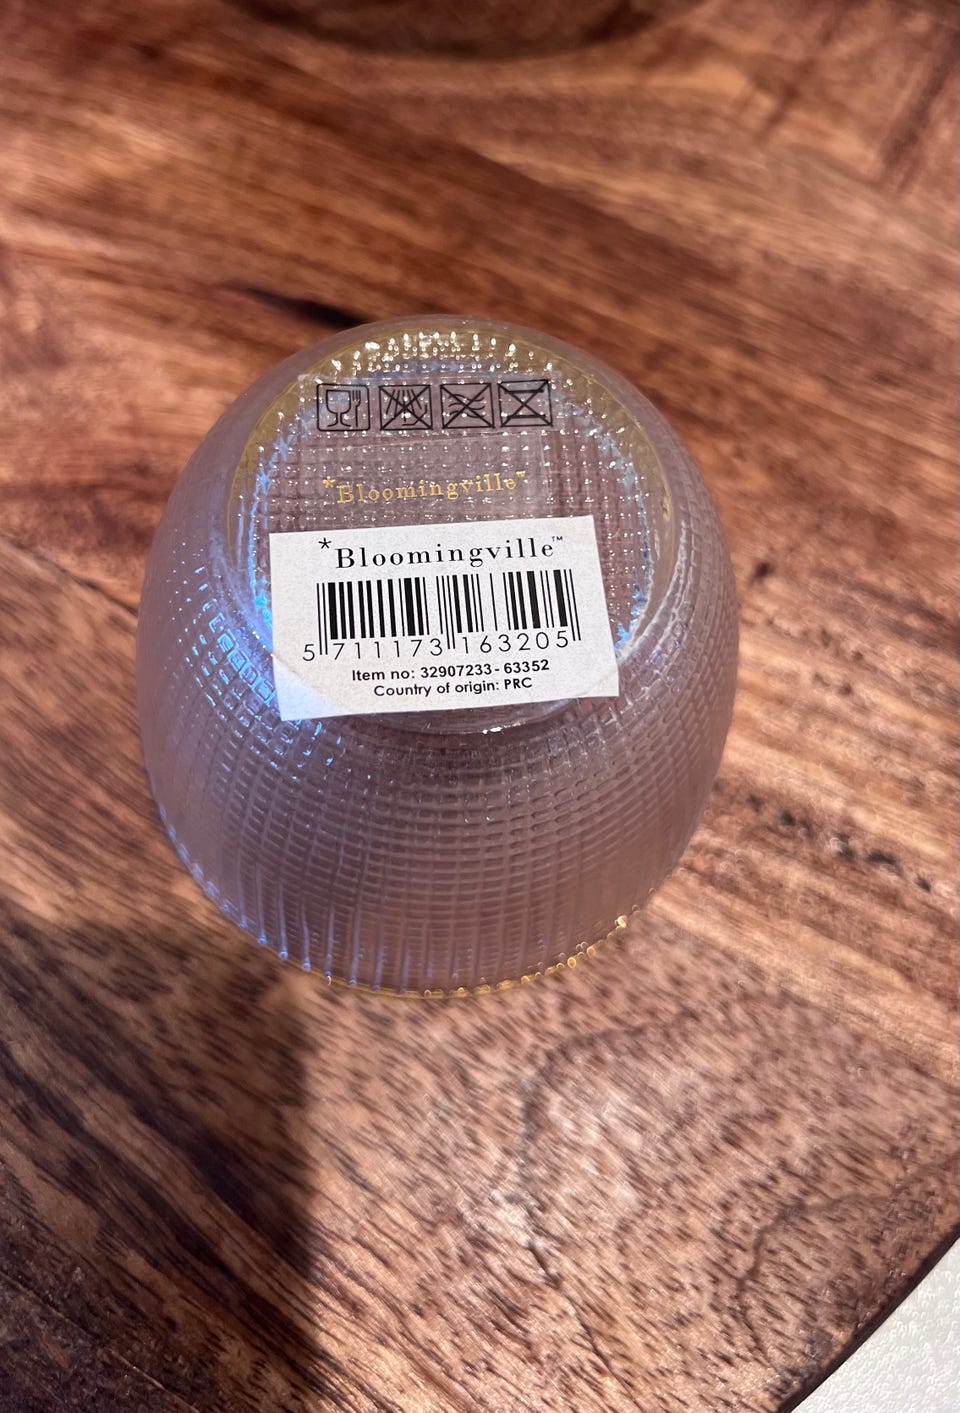 *Bloomingville*
*Bloomingville™
5 711173 163205
Item no: 32907233-63352
Country of origin: PRC